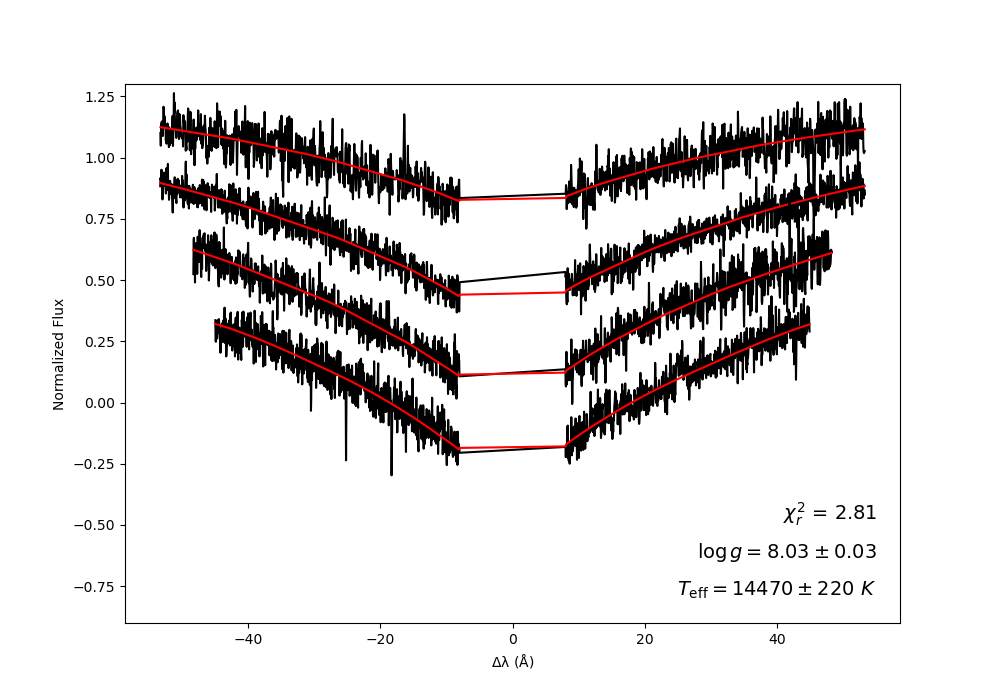 1.25
1.00
0.75
0.50
0.25
0.00
−0.25
−0.50
−0.75
Normalized Flux
χ²ᵣ = 2.81
log g = 8.03 ± 0.03
T_eff = 14470 ± 220 K
−40 −20 0 20 40
Δλ (Å)